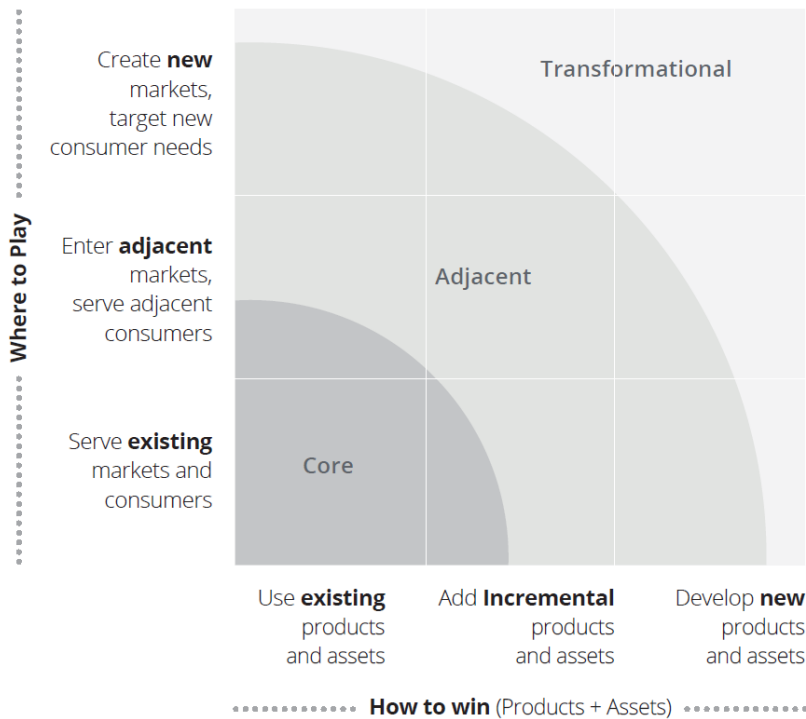 Create new
markets,
target new
consumer needs
Transformational
Where to Play
Enter adjacent
markets,
serve adjacent
consumers
Adjacent
Serve existing
markets and
consumers
Core
Use existing
products
and assets
Add Incremental
products
and assets
Develop new
products
and assets
How to win (Products + Assets)